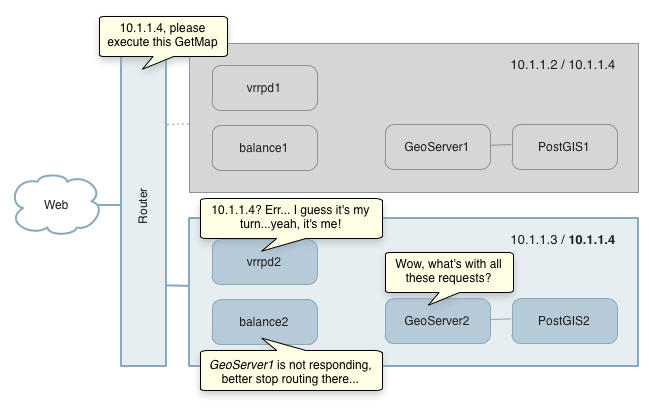 10.1.1.4, please
execute this GetMap
10.1.1.2 / 10.1.1.4
vrrpd1
balance1
GeoServer1
PostGIS1
Web
Router
10.1.1.4? Err... I guess it's my
turn...yeah, it's me!
10.1.1.3 / 10.1.1.4
vrrpd2
Wow, what's with all
these requests?
balance2
GeoServer2
PostGIS2
GeoServer1 is not responding,
better stop routing there...